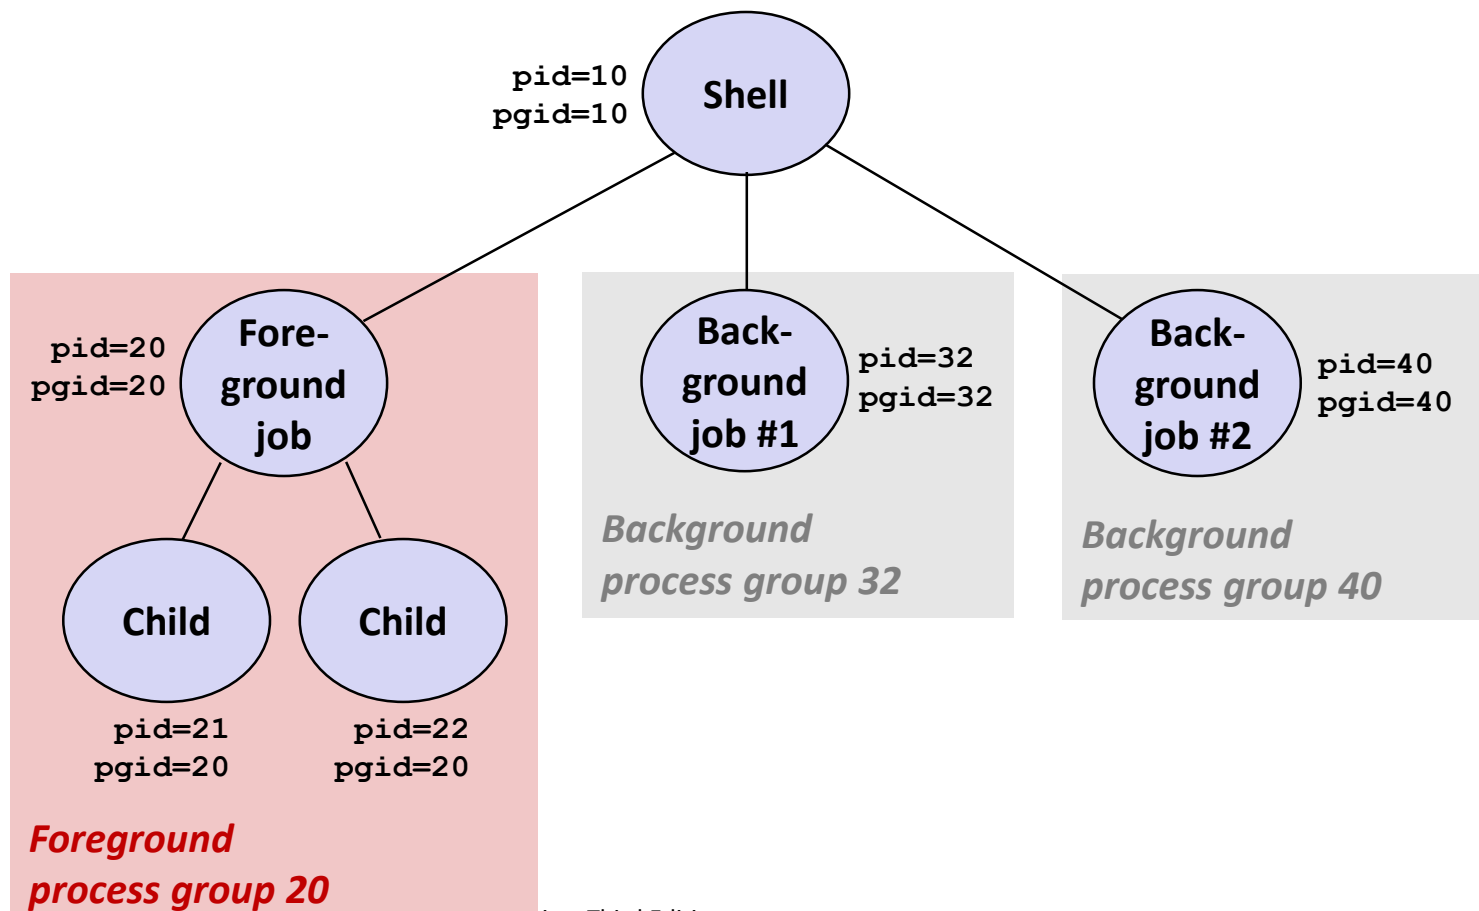 pid=10
pgid=10
Shell
pid=20
pgid=20
Fore-
ground
job
Back-
ground
job #1
pid=32
pgid=32
Back-
ground
job #2
pid=40
pgid=40
Background
process group 32
Background
process group 40
Child
Child
pid=21
pgid=20
pid=22
pgid=20
Foreground
process group 20
Third